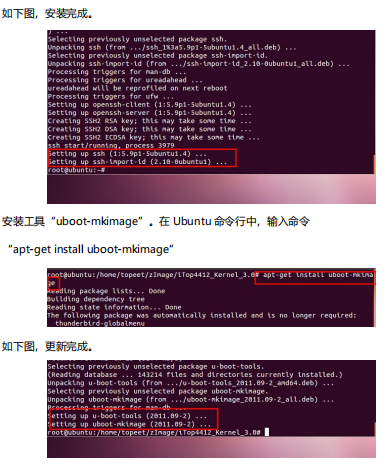 如下图，安装完成。
) ...
Selecting previously unselected package ssh.
Unpacking ssh (from .../ssh_1%3a5.9p1-5ubuntu1.4_all.deb) ...
Selecting previously unselected package ssh-import-id.
Unpacking ssh-import-id (from .../ssh-import-id_2.10-0ubuntu1_all.deb) ...
Processing triggers for man-db ...
Processing triggers for ureadahead ...
ureadahead will be reprofiled on next reboot
Processing triggers for ufw ...
Setting up openssh-client (1:5.9p1-5ubuntu1.4) ...
Setting up openssh-server (1:5.9p1-5ubuntu1.4) ...
Creating SSH2 RSA key; this may take some time ...
Creating SSH2 DSA key; this may take some time ...
Creating SSH2 ECDSA key; this may take some time ...
ssh start/running, process 3979
Setting up ssh (1:5.9p1-5ubuntu1.4) ...
Setting up ssh-import-id (2.10-0ubuntu1) ...
root@ubuntu:~#
安装工具“uboot-mkimage”。在 Ubuntu 命令行中，输入命令
“apt-get install uboot-mkimage”
root@ubuntu:/home/topeet/zImage/iTop4412_Kernel_3.0# apt-get install uboot-mkima
ge
Reading package lists... Done
Building dependency tree
Reading state information... Done
The following package was automatically installed and is no longer required:
thunderbird-globalmenu
如下图，更新完成。
Selecting previously unselected package u-boot-tools.
(Reading database ... 143214 files and directories currently installed.)
Unpacking u-boot-tools (from .../u-boot-tools_2011.09-2_amd64.deb) ...
Selecting previously unselected package uboot-mkimage.
Unpacking uboot-mkimage (from .../uboot-mkimage_2011.09-2_all.deb) ...
Processing triggers for man-db ...
Setting up u-boot-tools (2011.09-2) ...
Setting up uboot-mkimage (2011.09-2) ...
root@ubuntu:/home/topeet/zImage/iTop4412_Kernel_3.0#